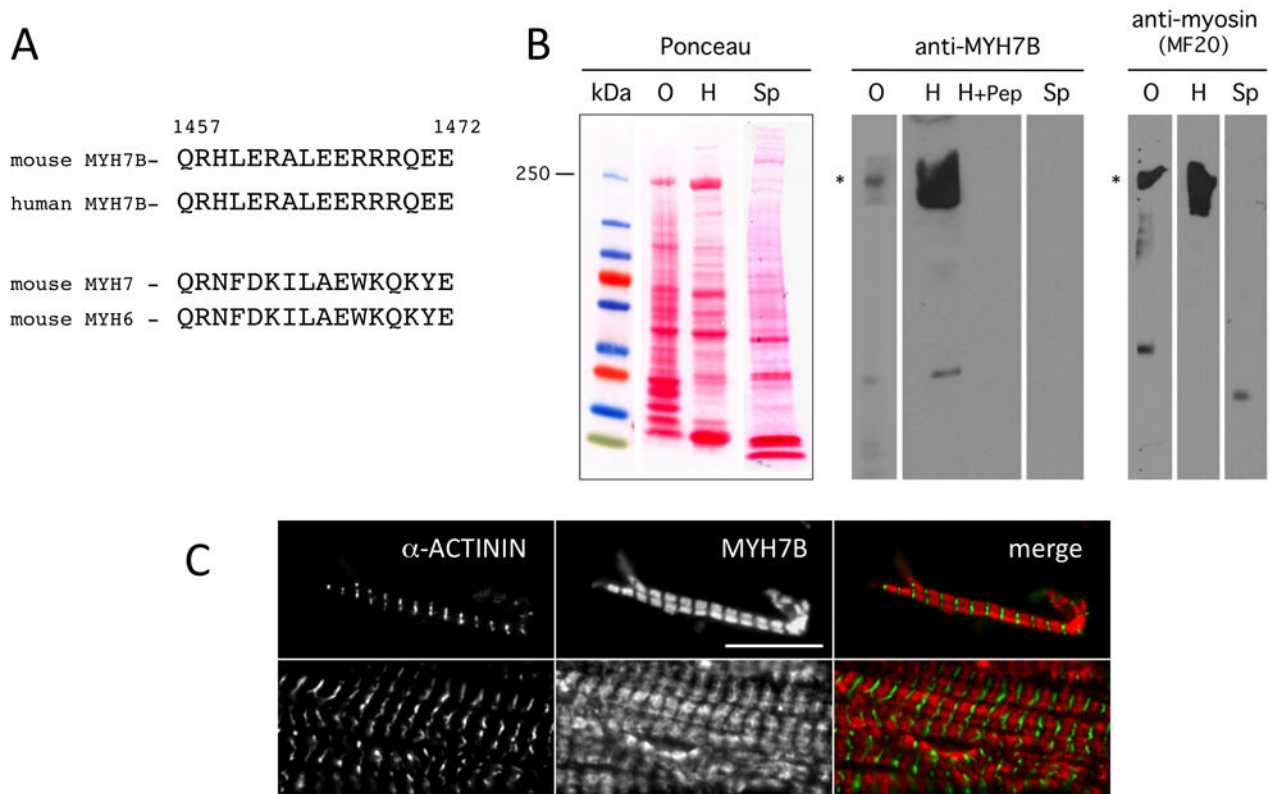 A
1457 1472
mouse MYH7B- QRHLERALEERRRQEE
human MYH7B- QRHLERALEERRRQEE
mouse MYH7 - QRNFDKILAEWKQKYE
mouse MYH6 - QRNFDKILAEWKQKYE
B
Ponceau
kDa O H Sp
250
anti-MYH7B
O H H+Pep Sp
*
anti-myosin
(MF20)
O H Sp
*
C
α-ACTININ MYH7B merge